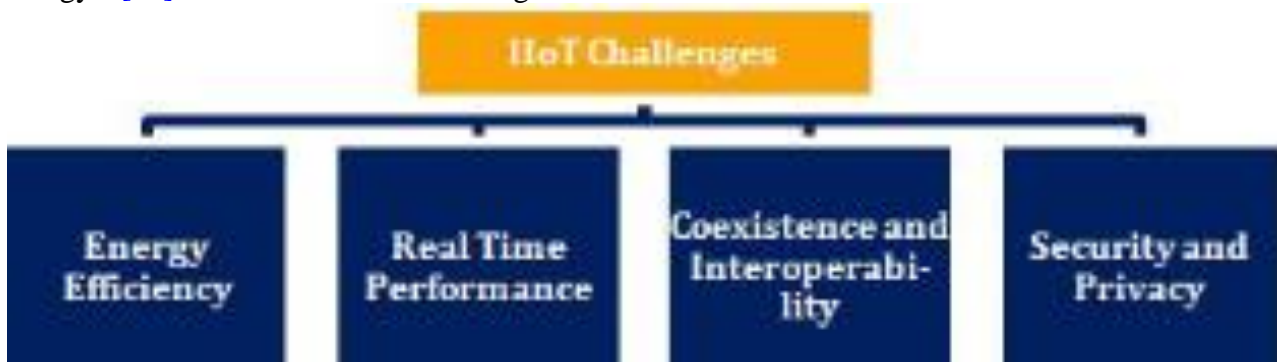 IIoT Challenges
Energy
Efficiency
Real Time
Performance
Coexistence and
Interoperabi-
lity
Security and
Privacy